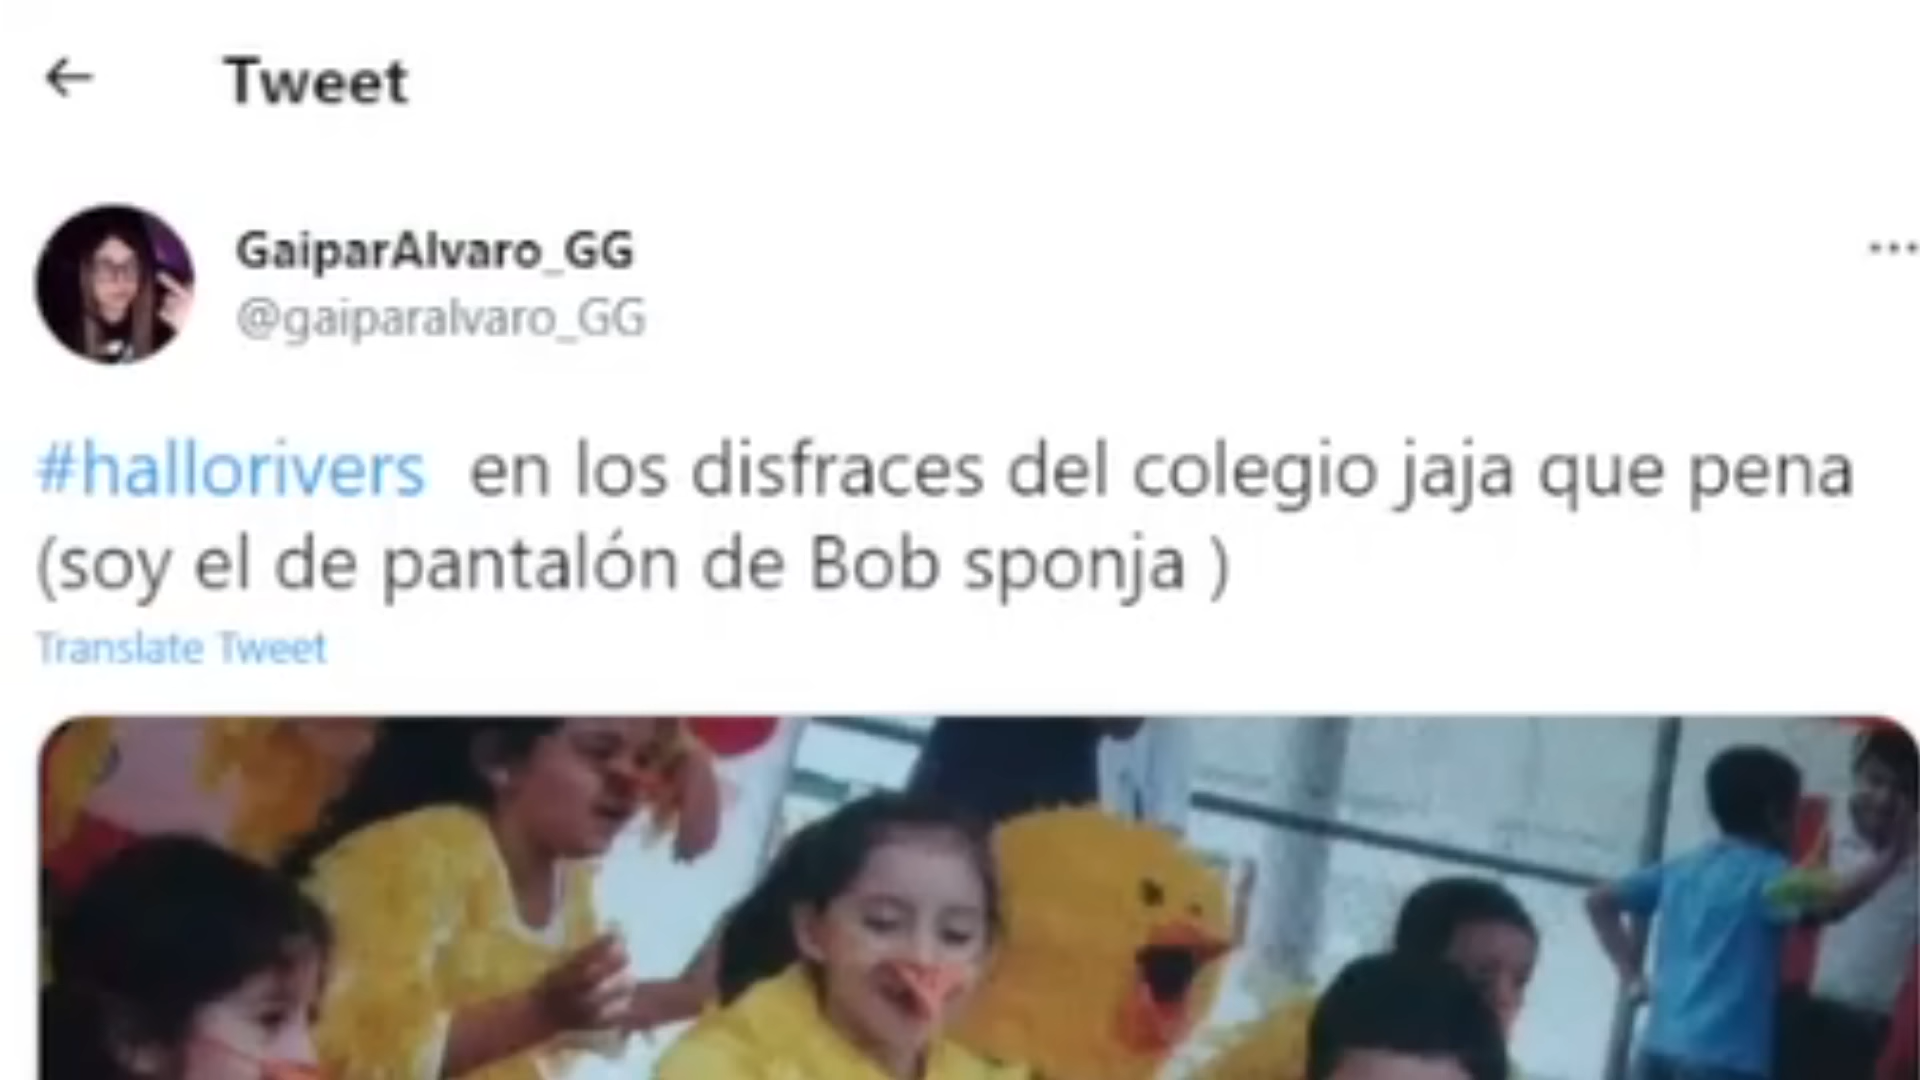 Tweet
GaiparAlvaro_GG
@gaiparalvaro_GG
#hallorivers en los disfraces del colegio jaja que pena
(soy el de pantalón de Bob sponja )
Translate Tweet